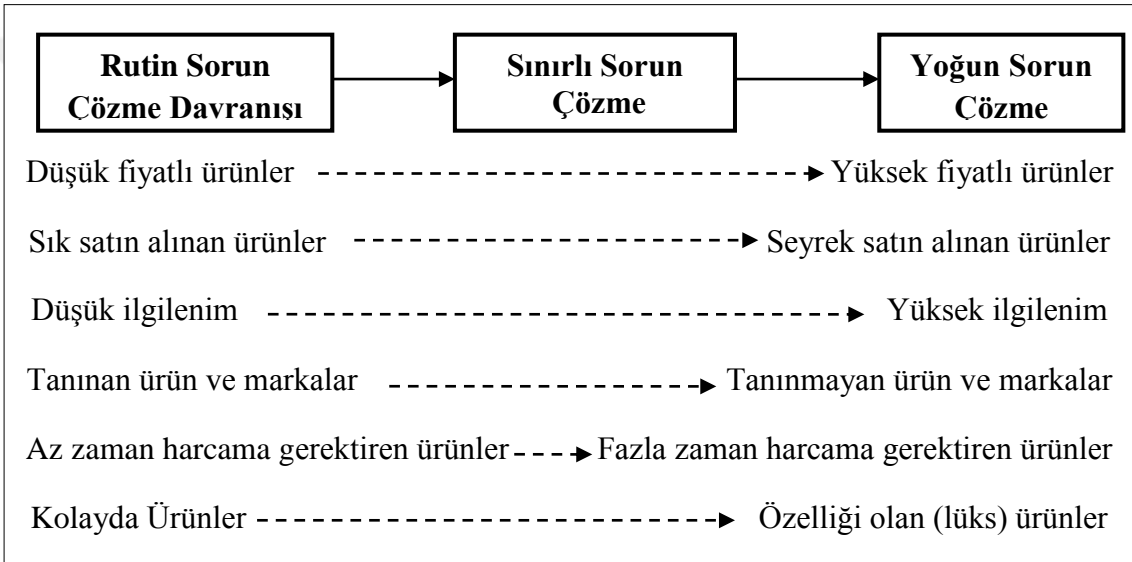 Rutin Sorun
Çözme Davranışı
Sınırlı Sorun
Çözme
Yoğun Sorun
Çözme
Düşük fiyatlı ürünler Yüksek fiyatlı ürünler
Sık satın alınan ürünler Seyrek satın alınan ürünler
Düşük ilgilenim Yüksek ilgilenim
Tanınan ürün ve markalar Tanınmayan ürün ve markalar
Az zaman harcama gerektiren ürünler Fazla zaman harcama gerektiren ürünler
Kolayda Ürünler Özelliği olan (lüks) ürünler